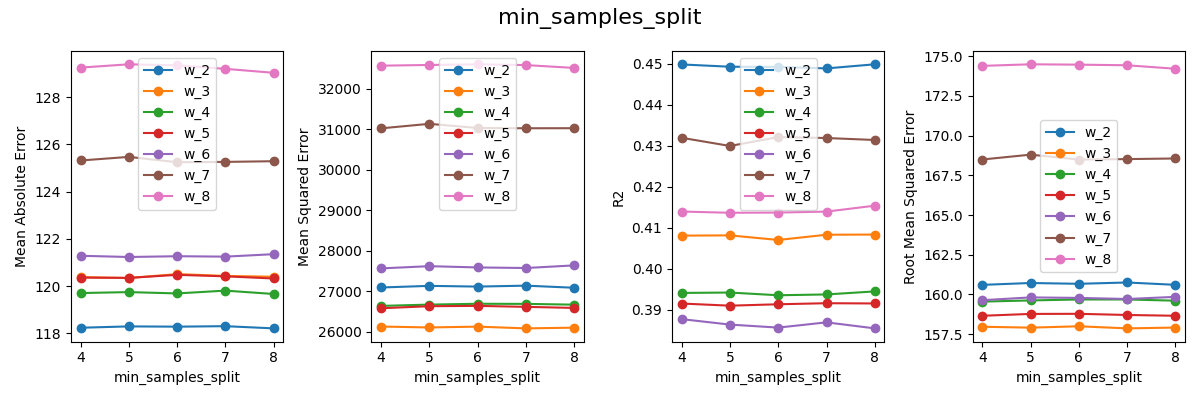 min_samples_split
Mean Absolute Error
128
126
124
122
120
118
4 5 6 7 8
min_samples_split
w_2
w_3
w_4
w_5
w_6
w_7
w_8
Mean Squared Error
32000
31000
30000
29000
28000
27000
26000
4 5 6 7 8
min_samples_split
w_2
w_3
w_4
w_5
w_6
w_7
w_8
R2
0.45
0.44
0.43
0.42
0.41
0.40
0.39
4 5 6 7 8
min_samples_split
w_2
w_3
w_4
w_5
w_6
w_7
w_8
Root Mean Squared Error
175.0
172.5
170.0
167.5
165.0
162.5
160.0
157.5
4 5 6 7 8
min_samples_split
w_2
w_3
w_4
w_5
w_6
w_7
w_8